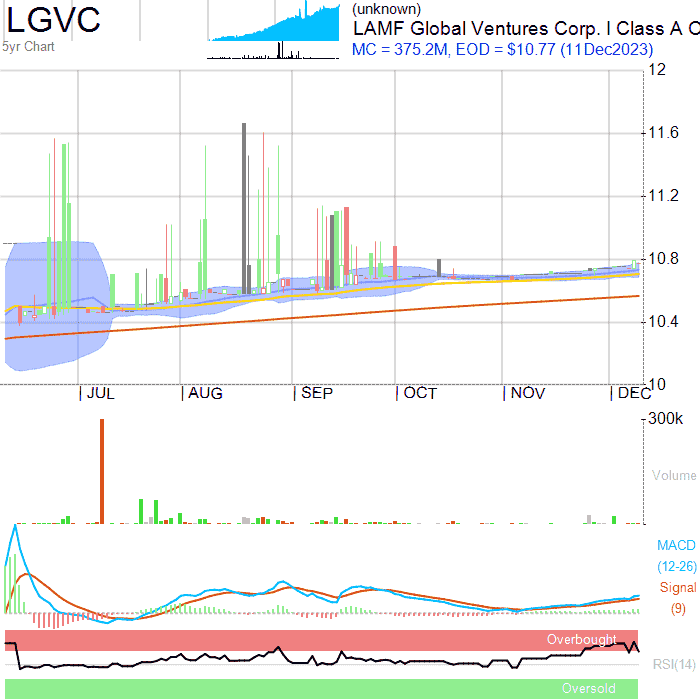 LGVC
5yr Chart
(unknown)
LAMF Global Ventures Corp. I Class A O
MC = 375.2M, EOD = $10.77 (11Dec2023)
12
11.6
11.2
10.8
10.4
10
JUL
AUG
SEP
OCT
NOV
DEC
300k
Volume
MACD
(12-26)
Signal
(9)
Overbought
RSI(14)
Oversold